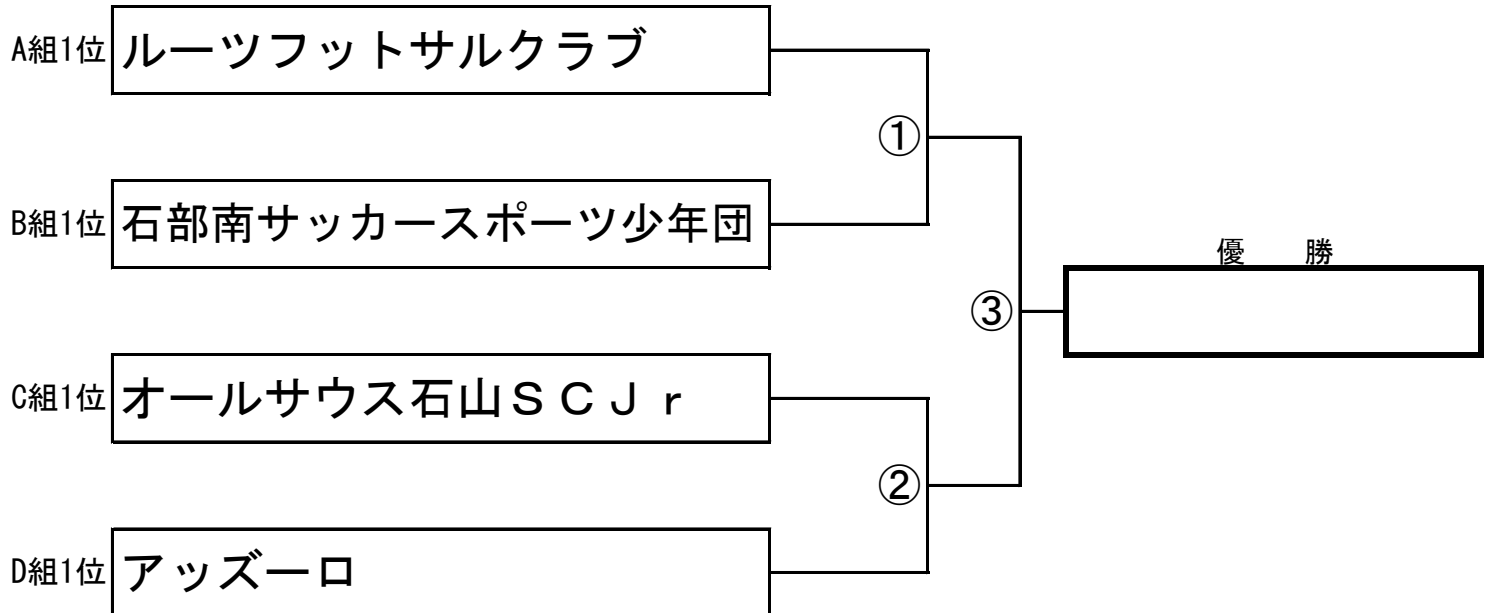 A組1位 ルーツフットサルクラブ
①
B組1位 石部南サッカースポーツ少年団
優　　勝
③
C組1位 オールサウス石山ＳＣＪｒ
②
D組1位 アッズーロ